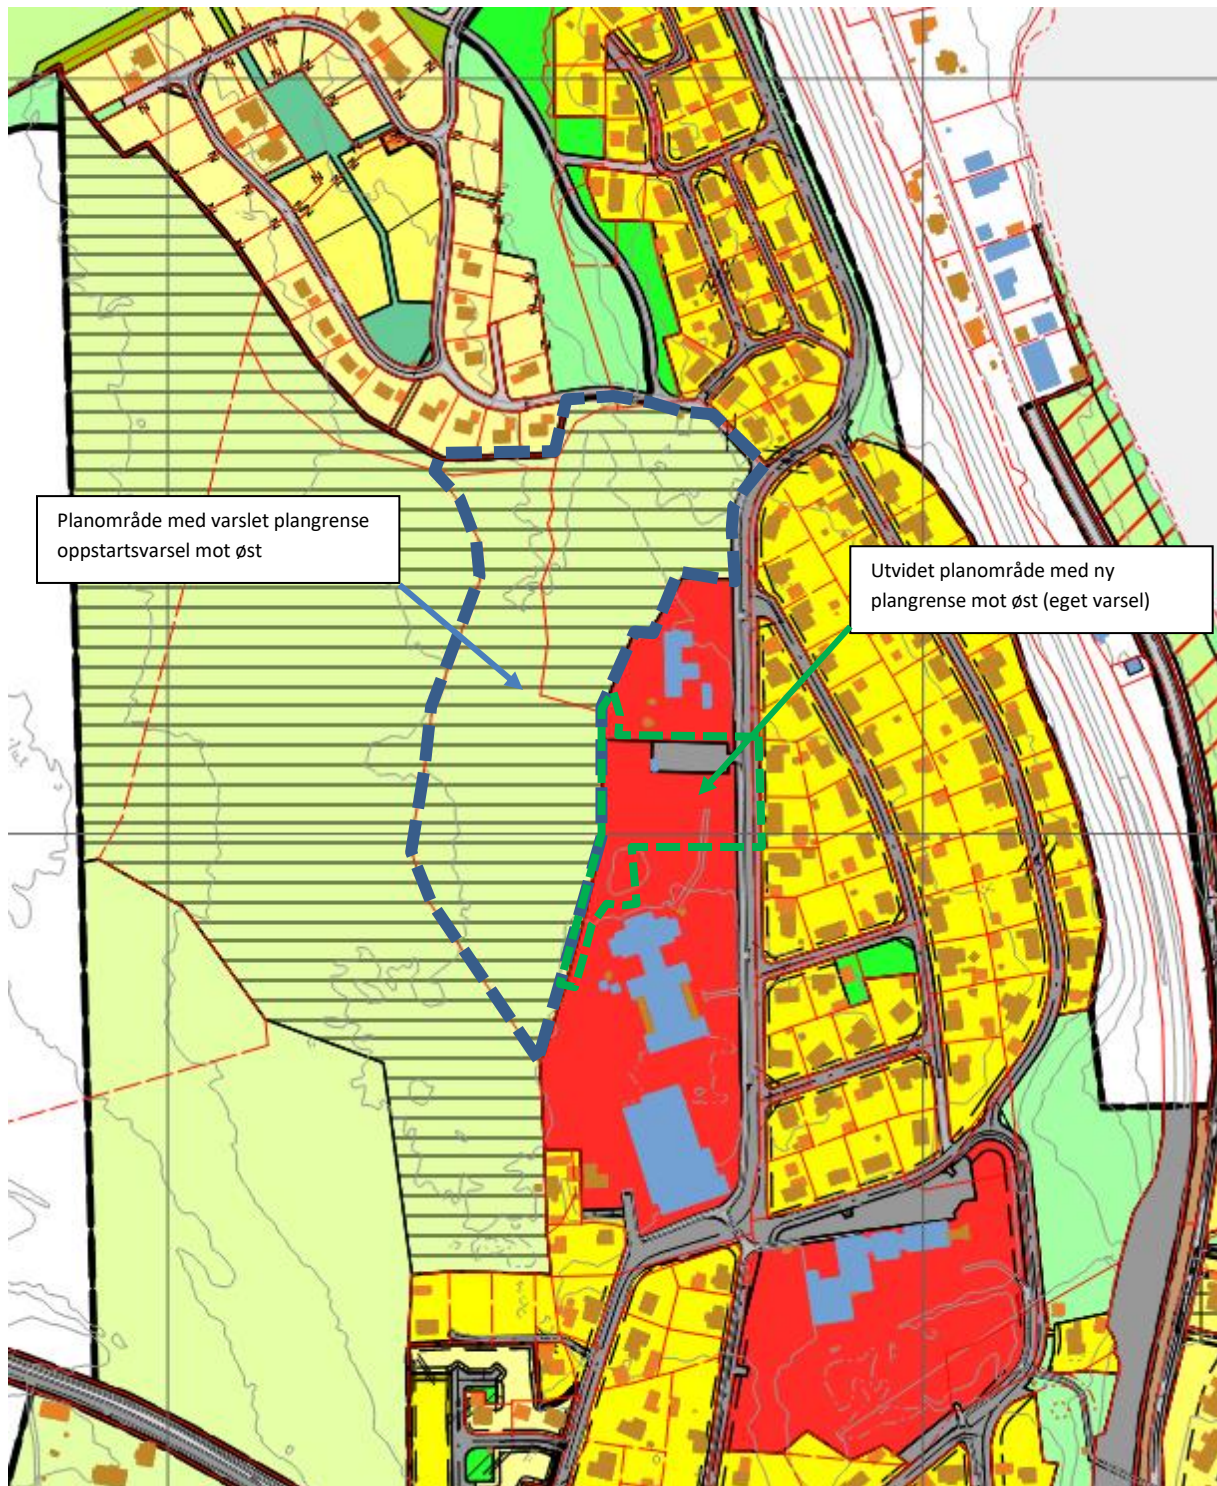 Planområde med varslet plangrense
oppstartsvarsel mot øst
Utvidet planområde med ny
plangrense mot øst (eget varsel)